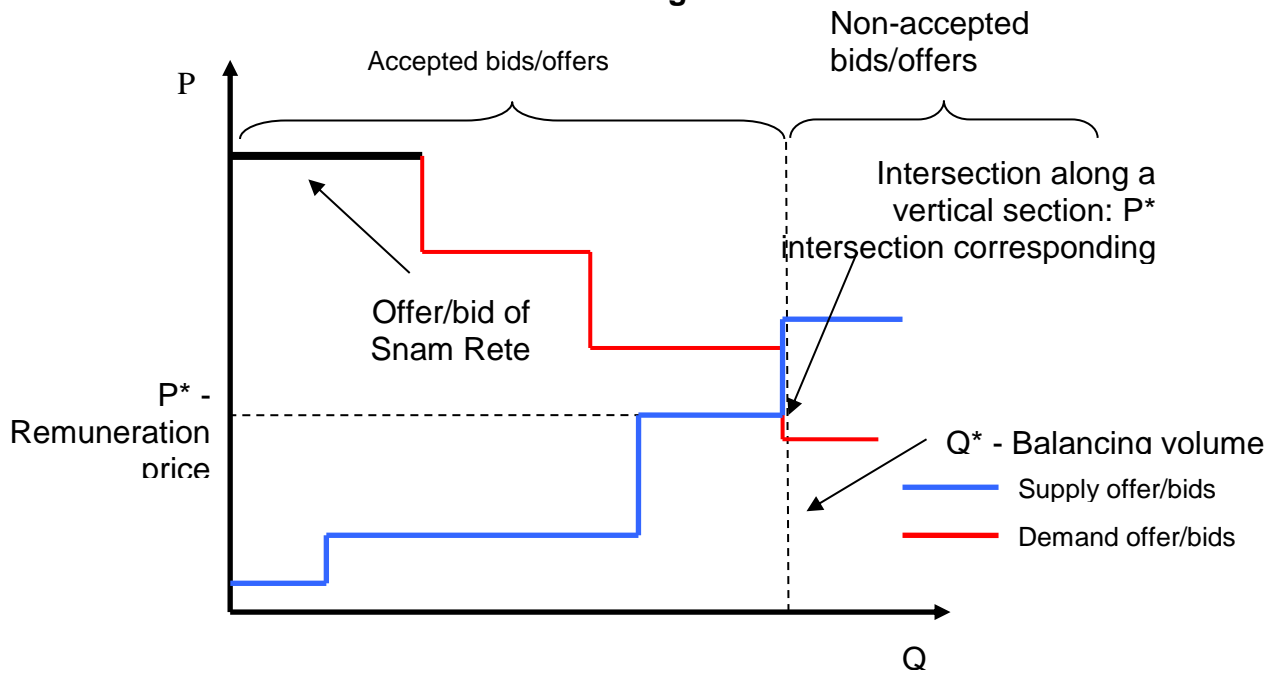 Accepted bids/offers
Non-accepted
bids/offers
P
Intersection along a
vertical section: P*
intersection corresponding
Offer/bid of
Snam Rete
P* -
Remuneration
price
Q* - Balancing volume
Supply offer/bids
Demand offer/bids
Q